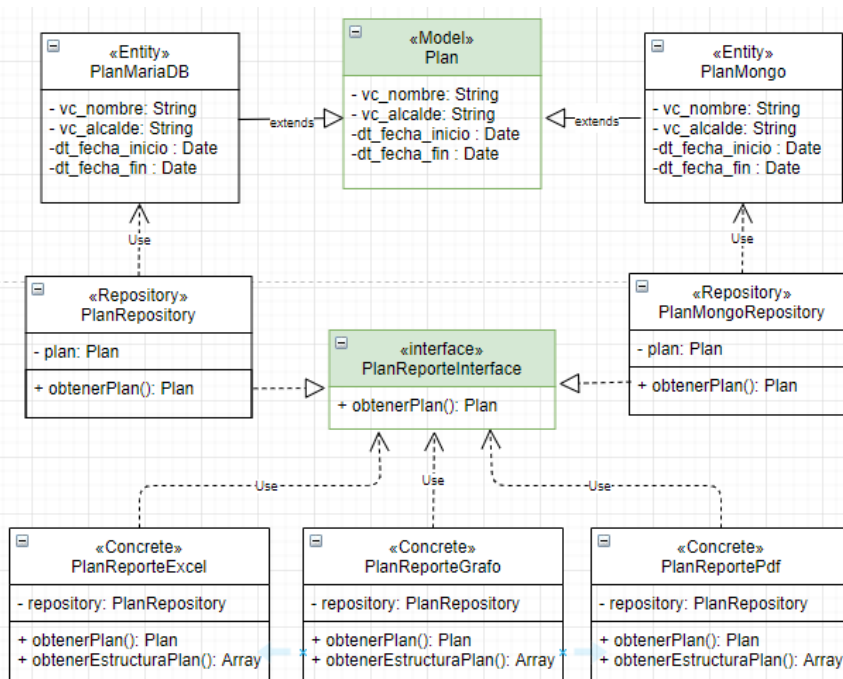 «Entity»
PlanMariaDB
- vc_nombre: String
- vc_alcalde: String
-dt_fecha_inicio : Date
-dt_fecha_fin : Date
extends
«Model»
Plan
- vc_nombre: String
- vc_alcalde: String
-dt_fecha_inicio : Date
-dt_fecha_fin : Date
extends
«Entity»
PlanMongo
- vc_nombre: String
- vc_alcalde: String
-dt_fecha_inicio : Date
-dt_fecha_fin : Date
Use
Use
«Repository»
PlanRepository
- plan: Plan
+ obtenerPlan(): Plan
«interface»
PlanReporteInterface
+ obtenerPlan(): Plan
«Repository»
PlanMongoRepository
- plan: Plan
+ obtenerPlan(): Plan
Use
Use
Use
«Concrete»
PlanReporteExcel
- repository: PlanRepository
+ obtenerPlan(): Plan
+ obtenerEstructuraPlan(): Array
«Concrete»
PlanReporteGrafo
- repository: PlanRepository
+ obtenerPlan(): Plan
+ obtenerEstructuraPlan(): Array
«Concrete»
PlanReportePdf
- repository: PlanRepository
+ obtenerPlan(): Plan
+ obtenerEstructuraPlan(): Array